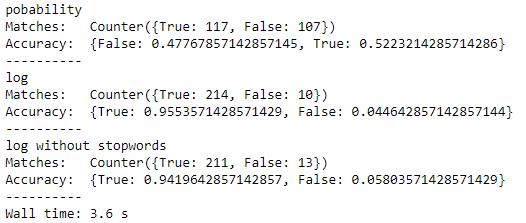 pobability
Matches:   Counter({True: 117, False: 107})
Accuracy:  {False: 0.47767857142857145, True: 0.5223214285714286}
----------
log
Matches:   Counter({True: 214, False: 10})
Accuracy:  {True: 0.9553571428571429, False: 0.044642857142857144}
----------
log without stopwords
Matches:   Counter({True: 211, False: 13})
Accuracy:  {True: 0.9419642857142857, False: 0.05803571428571429}
----------
Wall time: 3.6 s